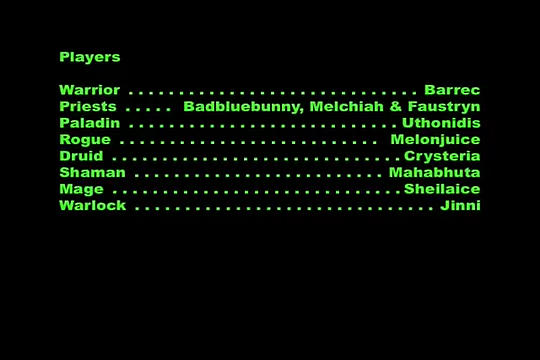 Players
Warrior . . . . . . . . . . . . . . . . . . . . . . . . . . . . . . . . . . . Barrec
Priests . . . . . Badbluebunny, Melchiah & Faustryn
Paladin . . . . . . . . . . . . . . . . . . . . . . . . . . . . . . . . Uthonidis
Rogue . . . . . . . . . . . . . . . . . . . . . . . . . . . . . . . Melonjuice
Druid . . . . . . . . . . . . . . . . . . . . . . . . . . . . . . . . . . Crysteria
Shaman . . . . . . . . . . . . . . . . . . . . . . . . . . . . . . Mahabhuta
Mage . . . . . . . . . . . . . . . . . . . . . . . . . . . . . . . . . . Sheilaice
Warlock . . . . . . . . . . . . . . . . . . . . . . . . . . . . . . . . . . . . Jinni